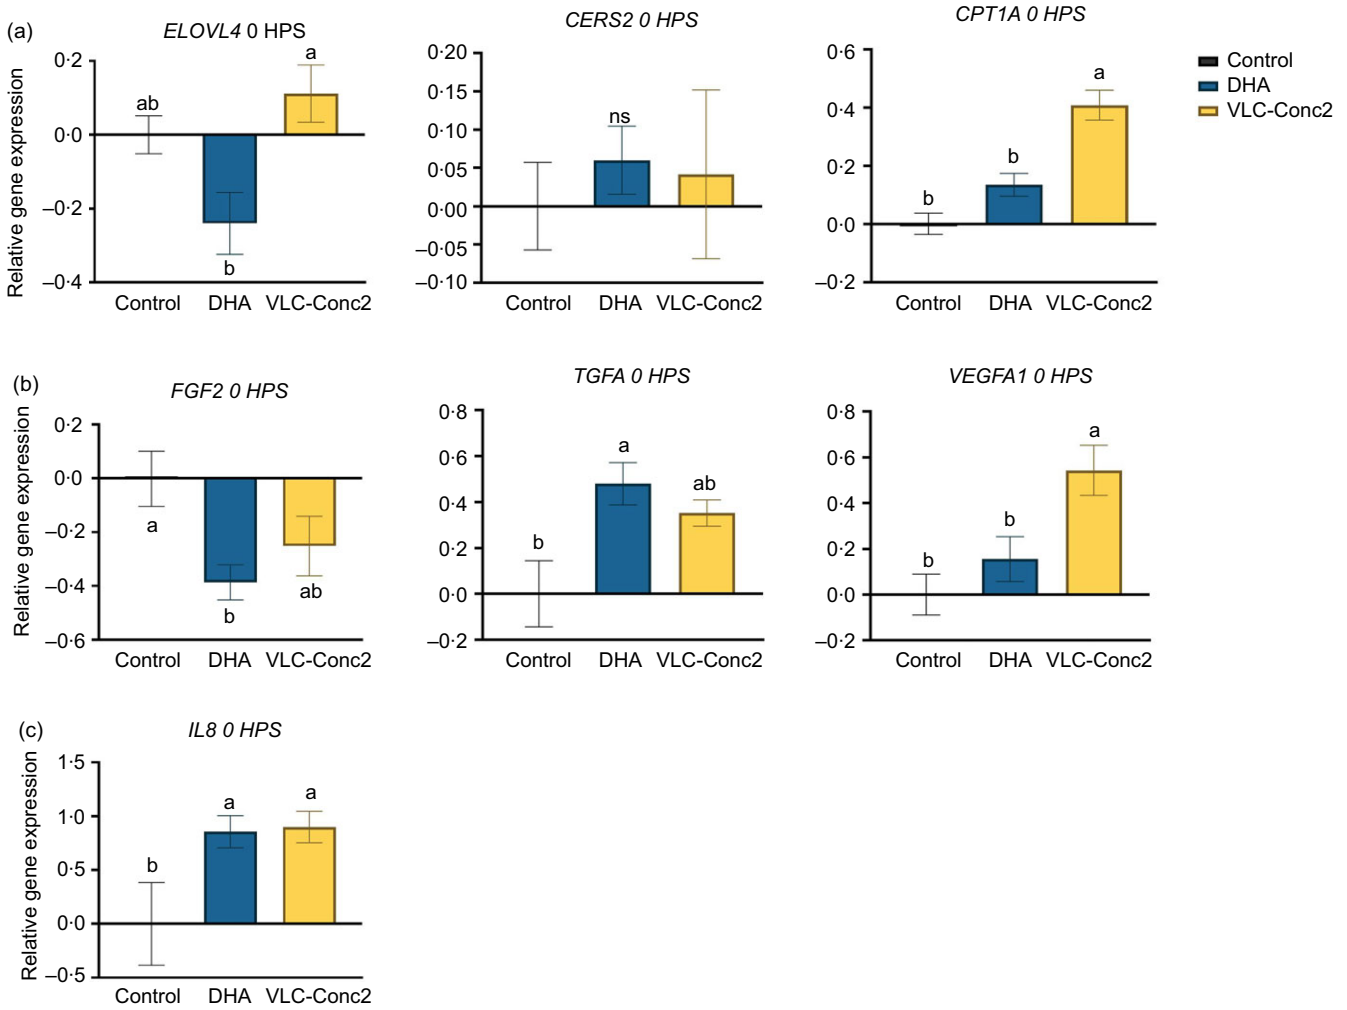 (a)
ELOVL4 0 HPS
Relative gene expression
0·2
0·0
–0·2
–0·4
ab
b
a
Control DHA VLC-Conc2
CERS2 0 HPS
0·20
0·15
0·10
0·05
0·00
–0·05
–0·10
ns
Control DHA VLC-Conc2
CPT1A 0 HPS
0·6
0·4
0·2
0·0
–0·2
b
b
a
Control DHA VLC-Conc2
Control
DHA
VLC-Conc2
(b)
FGF2 0 HPS
Relative gene expression
0·2
0·0
–0·2
–0·4
–0·6
a
b
ab
Control DHA VLC-Conc2
TGFA 0 HPS
0·8
0·6
0·4
0·2
0·0
–0·2
b
a
ab
Control DHA VLC-Conc2
VEGFA1 0 HPS
0·8
0·6
0·4
0·2
0·0
–0·2
b
b
a
Control DHA VLC-Conc2
(c)
IL8 0 HPS
Relative gene expression
1·5
1·0
0·5
0·0
–0·5
b
a
a
Control DHA VLC-Conc2